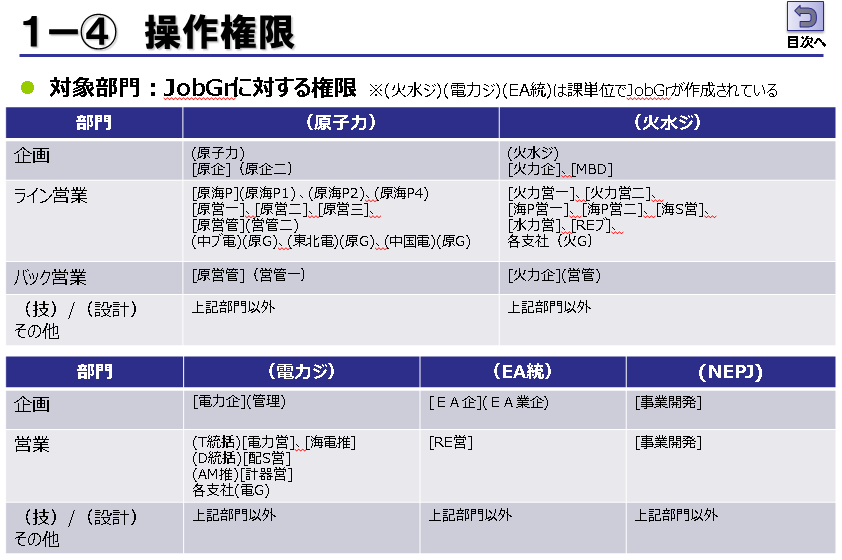 1－④ 操作権限
目次へ
対象部門：JobGrに対する権限 ※(火水ジ)(電力ジ)(EA統)は課単位でJobGrが作成されている
部門 （原子力） （火水ジ）
企画
(原子力)
[原企]（原企二）
(火水ジ)
[火力企]、[MBD]
ライン営業
[原海P](原海P1)、(原海P2)、(原海P4)
[原営一]、[原営二]、[原営三]、
[原営管](営管二)
(中ブ電)(原G)、(東北電)(原G)、(中国電)(原G)
[火力営一]、[火力営二]、
[海P営一]、[海P営二]、[海S営]、
[水力営]、[REブ]、
各支社（火G）
バック営業
[原営管]（営管一）
[火力企](営管)
（技）/（設計）
その他
上記部門以外
上記部門以外
部門 （電力ジ） （EA統） (NEPJ)
企画
[電力企](管理)
[ＥＡ企](ＥＡ業企)
[事業開発]
営業
(T統括)[電力営]、[海電推]
(D統括)[配S営]
(AM推)[計器営]
各支社(電G)
[RE営]
[事業開発]
（技）/（設計）
その他
上記部門以外
上記部門以外
上記部門以外